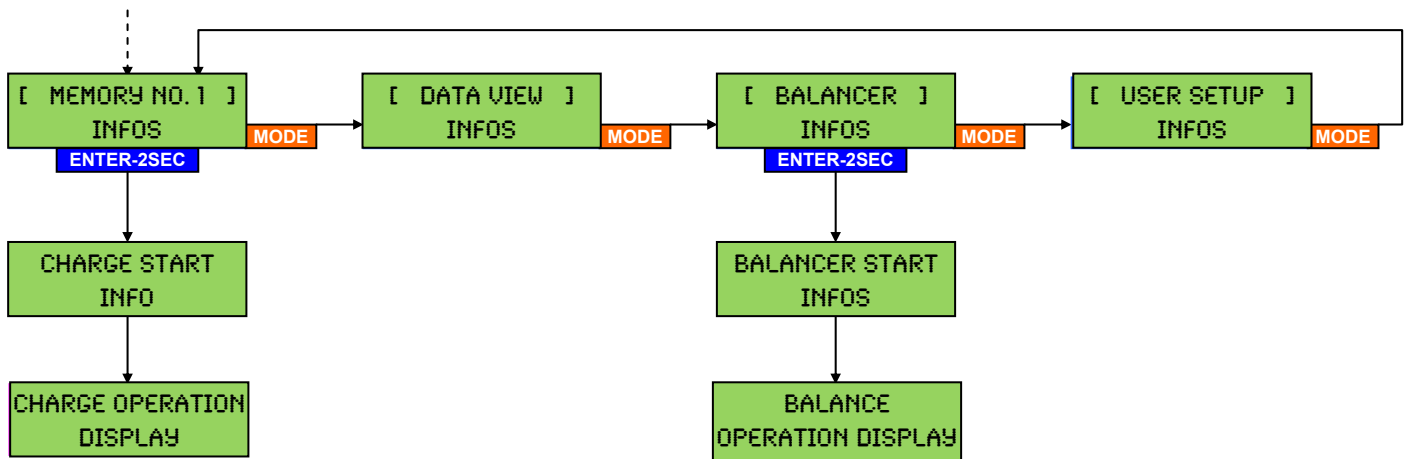 [ MEMORY NO. 1 ]
INFOS
MODE
ENTER-2SEC
[ DATA VIEW ]
INFOS
MODE
[ BALANCER ]
INFOS
MODE
ENTER-2SEC
[ USER SETUP ]
INFOS
MODE
CHARGE START
INFO
BALANCER START
INFOS
CHARGE OPERATION
DISPLAY
BALANCE
OPERATION DISPLAY